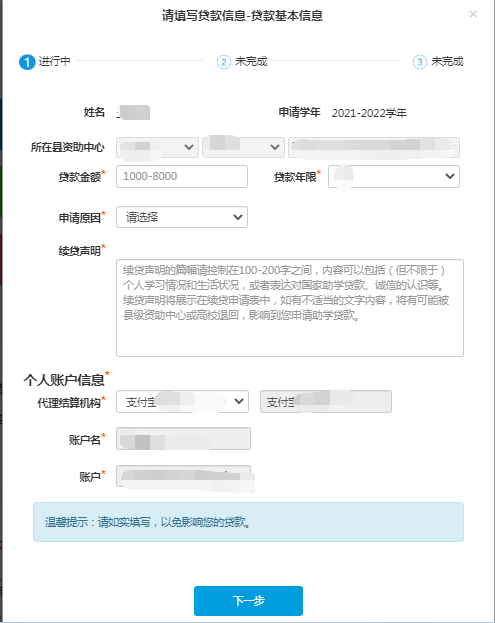 请填写贷款信息-贷款基本信息
×
1 进行中 2 未完成 3 未完成
姓名 申请学年 2021-2022学年
所在县资助中心
贷款金额* 1000-8000 贷款年限*
申请原因* 请选择
续贷声明*
续贷声明的篇幅请控制在100-200字之间，内容可以包括（但不限于）
个人学习情况和生活状况，或者表达对国家助学贷款、诚信的认识等。
续贷声明将展示在续贷申请表中，如有不适当的文字内容，将有可能被
县级资助中心或高校退回，影响到您申请助学贷款。
个人账户信息*
代理结算机构* 支付宝 支付宝
账户名*
账户*
温馨提示：请如实填写，以免影响您的贷款。
下一步